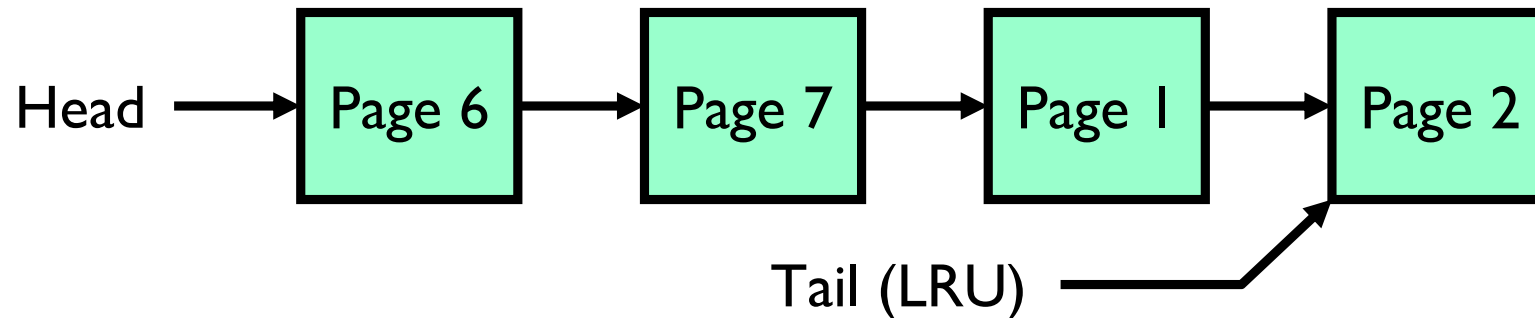 Head Page 6 Page 7 Page 1 Page 2
Tail (LRU)